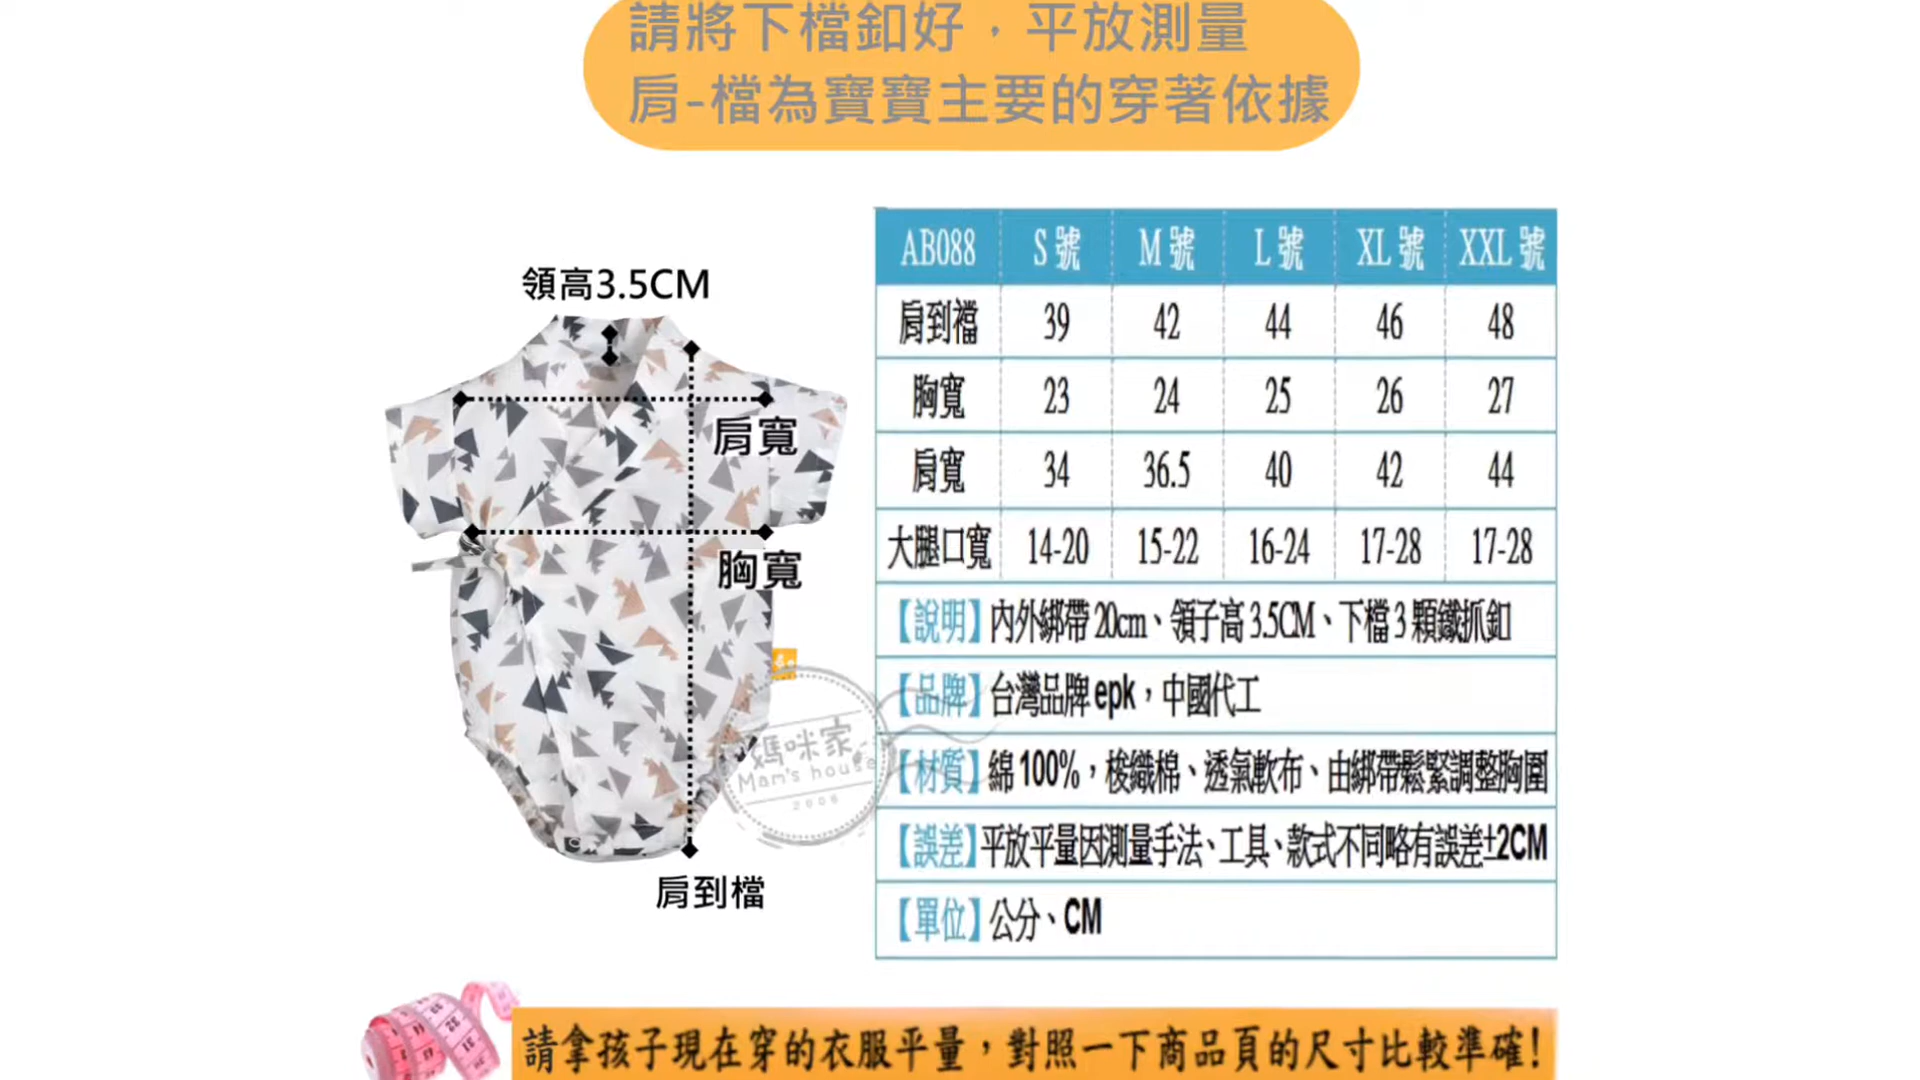 請將下檔釦好，平放測量
肩-檔為寶寶主要的穿著依據
領高3.5CM
肩寬
胸寬
肩到檔
媽咪家
Mam's house
2006
AB088 S號 M號 L號 XL號 XXL號
肩到襠 39 42 44 46 48
胸寬 23 24 25 26 27
肩寬 34 36.5 40 42 44
大腿口寬 14-20 15-22 16-24 17-28 17-28
【說明】內外綁帶20cm、領子高3.5CM、下檔3顆鐵抓釦
【品牌】台灣品牌epk，中國代工
【材質】綿100%，梭織棉、透氣軟布、由綁帶鬆緊調整胸圍
【誤差】平放平量因測量手法、工具、款式不同略有誤差±2CM
【單位】公分、CM
請拿孩子現在穿的衣服平量，對照一下商品頁的尺寸比較準確!